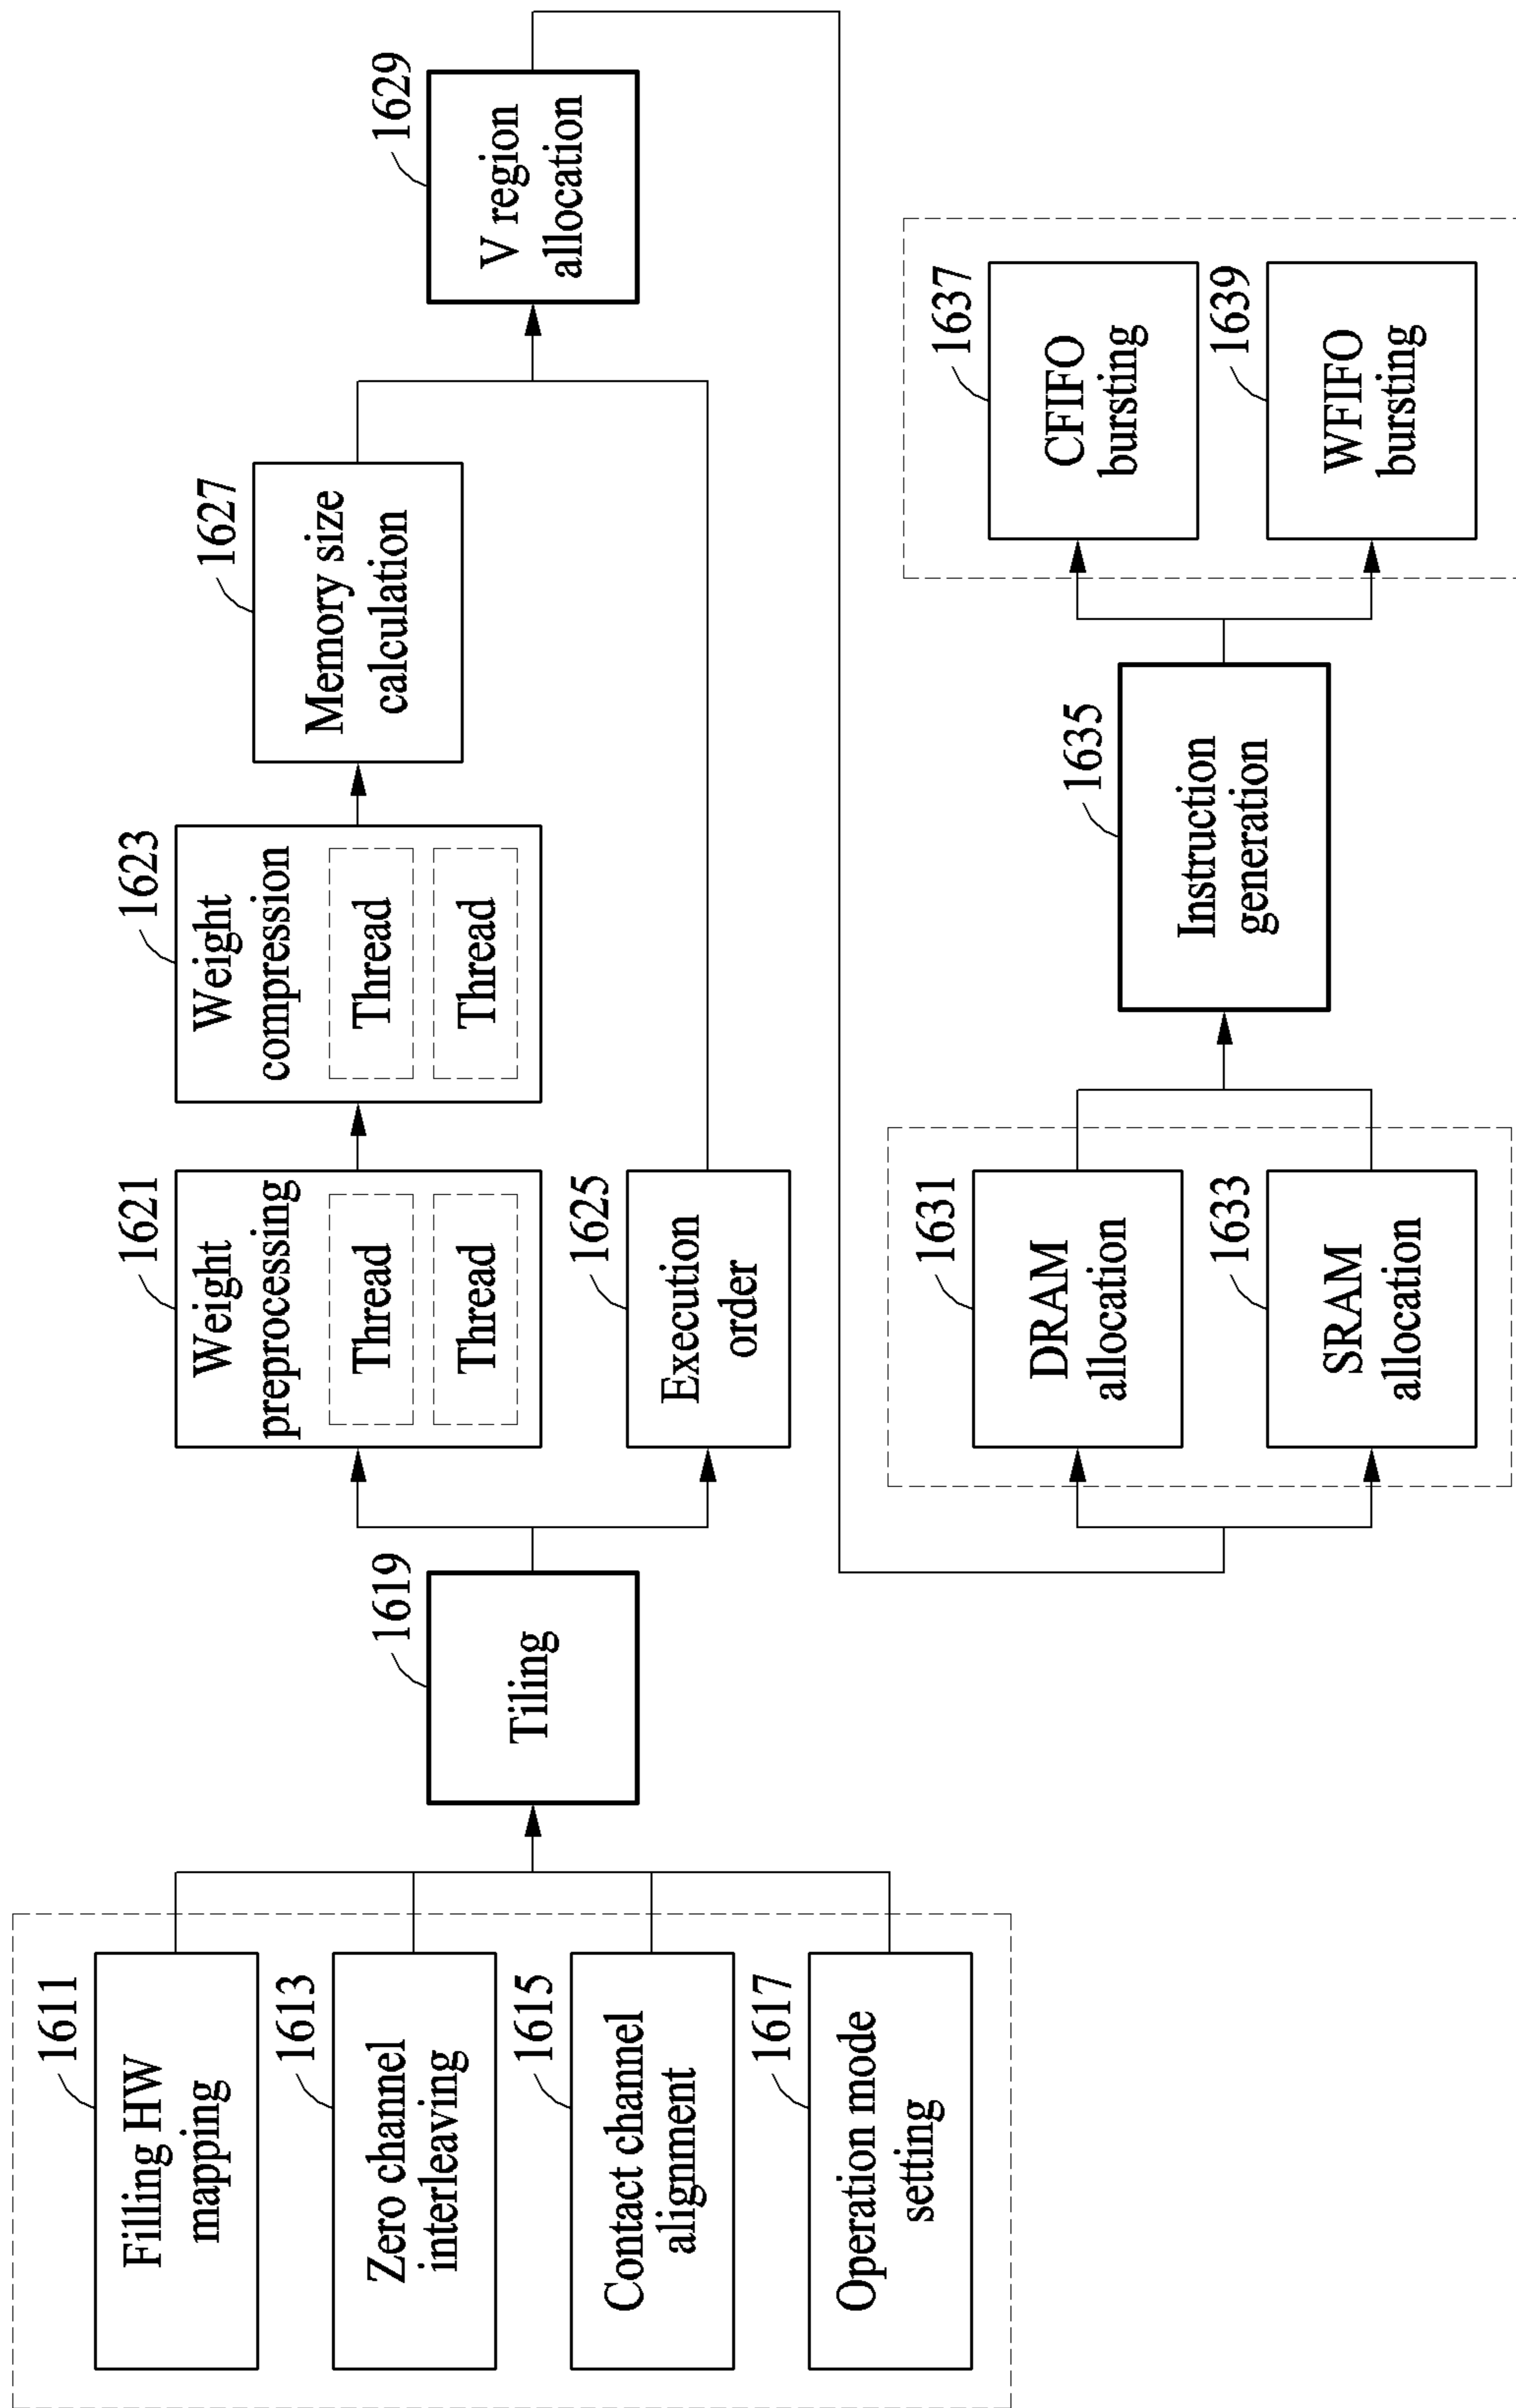 1611
Filling HW
mapping
1613
Zero channel
interleaving
1615
Contact channel
alignment
1617
Operation mode
setting
1619
Tiling
1621
Weight
preprocessing
Thread
Thread
1623
Weight
compression
Thread
Thread
1625
Execution
order
1627
Memory size
calculation
1629
V region
allocation
1631
DRAM
allocation
1633
SRAM
allocation
1635
Instruction
generation
1637
CFIFO
bursting
1639
WFIFO
bursting